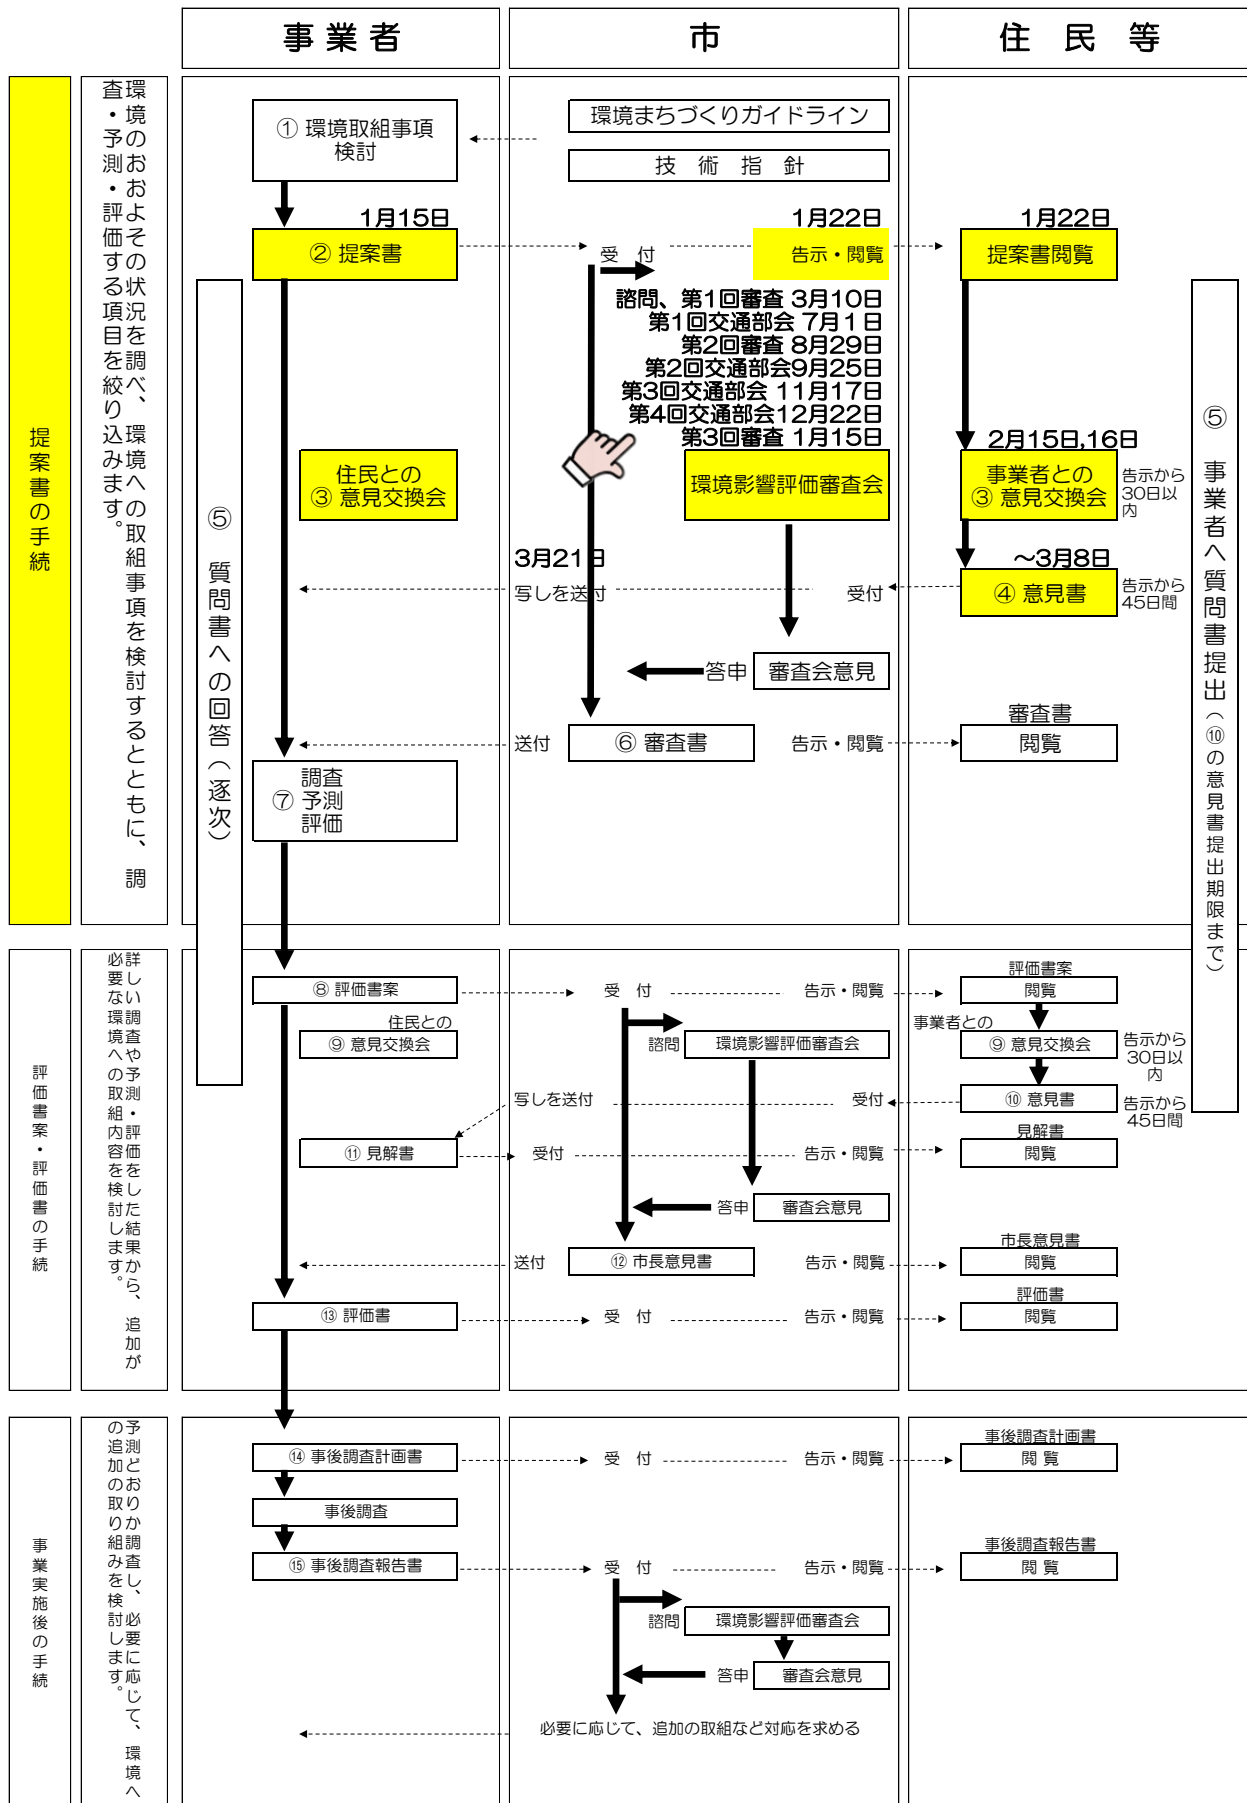 事業者
市
住民等
提案書の手続
環境のおおよその状況を調べ、環境への取組事項を検討するとともに、調
査・予測・評価する項目を絞り込みます。
① 環境取組事項
検討
環境まちづくりガイドライン
技術指針
1月15日
② 提案書
受付
1月22日
告示・閲覧
1月22日
提案書閲覧
諮問、第1回審査 3月10日
第1回交通部会 7月1日
第2回審査 8月29日
第2回交通部会9月25日
第3回交通部会 11月17日
第4回交通部会12月22日
第3回審査 1月15日
環境影響評価審査会
住民との
③ 意見交換会
2月15日,16日
事業者との
③ 意見交換会
告示から
30日以
内
3月21日
写しを送付
受付
～3月8日
④ 意見書
告示から
45日間
答申
審査会意見
送付
⑥ 審査書
告示・閲覧
審査書
閲覧
⑦
調査
予測
評価
⑤ 質問書への回答（逐次）
⑤ 事業者へ質問書提出（⑩の意見書提出期限まで）
評価書案・評価書の手続
詳しい調査や予測・評価をした結果から、追加が
必要な環境への取組内容を検討します。
⑧ 評価書案
受付
告示・閲覧
評価書案
閲覧
住民との
⑨ 意見交換会
諮問
環境影響評価審査会
事業者との
⑨ 意見交換会
告示から
30日以
内
写しを送付
受付
⑩ 意見書
告示から
45日間
⑪ 見解書
受付
告示・閲覧
見解書
閲覧
答申
審査会意見
送付
⑫ 市長意見書
告示・閲覧
市長意見書
閲覧
⑬ 評価書
受付
告示・閲覧
評価書
閲覧
事業実施後の手続
予測どおりか調査し、必要に応じて、環境へ
の追加の取り組みを検討します。
⑭ 事後調査計画書
受付
告示・閲覧
事後調査計画書
閲覧
事後調査
⑮ 事後調査報告書
受付
告示・閲覧
事後調査報告書
閲覧
諮問
環境影響評価審査会
答申
審査会意見
必要に応じて、追加の取組など対応を求める